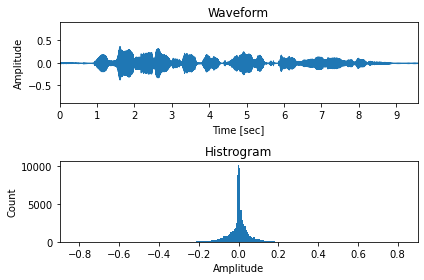 Waveform
0.5
0.0
−0.5
Amplitude
0 1 2 3 4 5 6 7 8 9
Time [sec]
Histrogram
10000
5000
0
Count
−0.8 −0.6 −0.4 −0.2 0.0 0.2 0.4 0.6 0.8
Amplitude